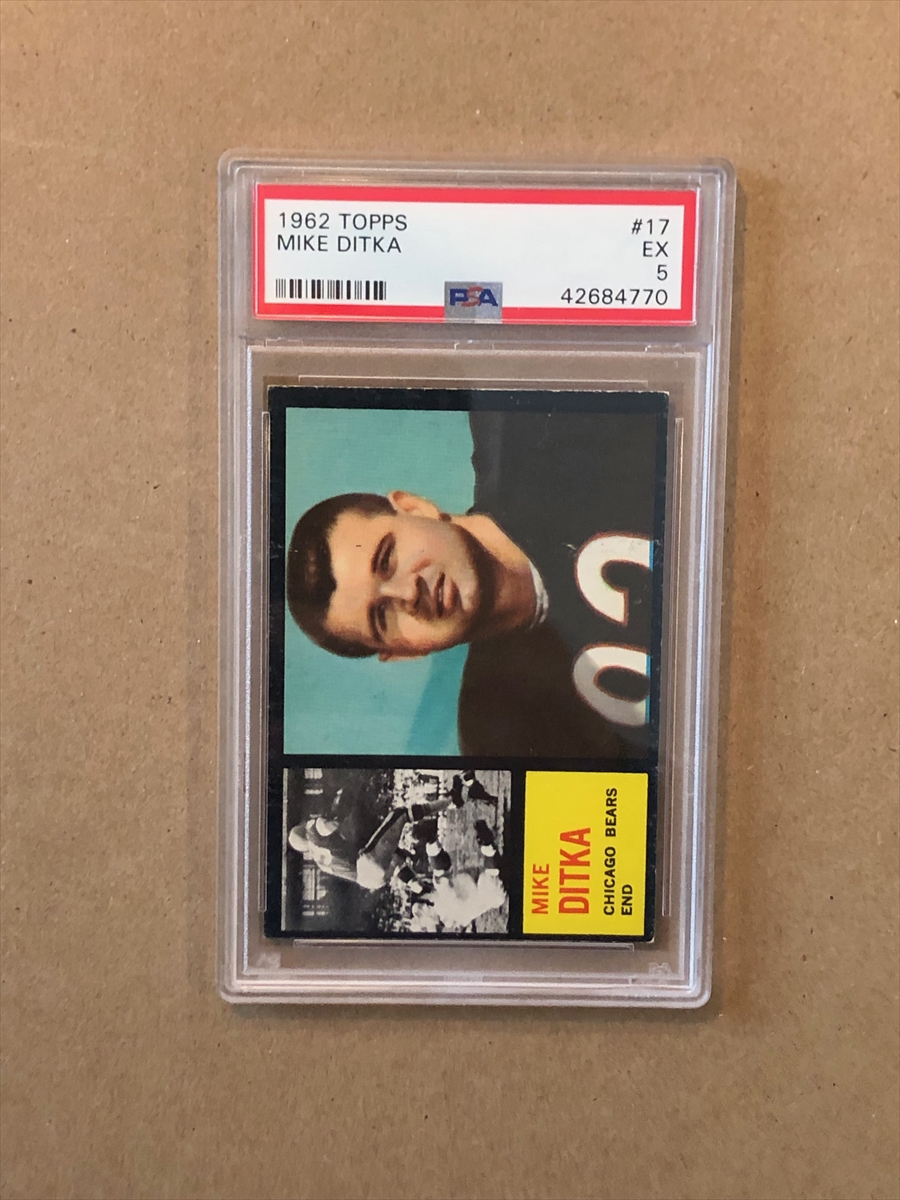 1962 TOPPS #17
MIKE DITKA EX
5
PSA 42684770
MIKE
DITKA
CHICAGO BEARS
END